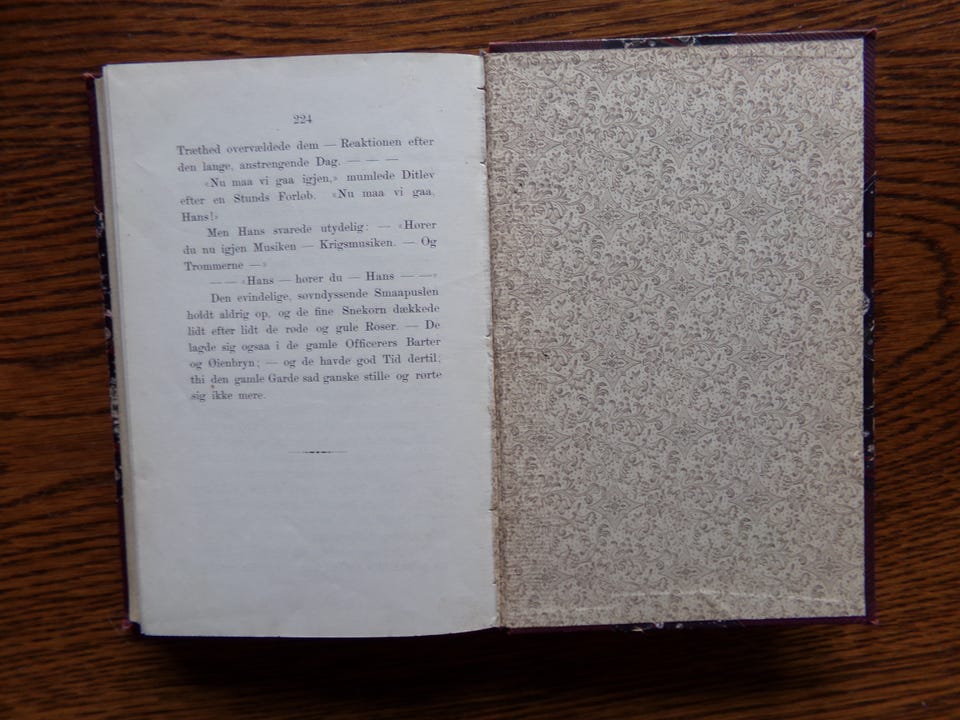 224
Træthed overvældede dem — Reaktionen efter
den lange, anstrengende Dag. — — —
«Nu maa vi gaa igjen,» mumlede Ditlev
efter en Stunds Forløb. «Nu maa vi gaa,
Hans!»
Men Hans svarede utydelig: — «Hører
du nu igjen Musiken — Krigsmusiken. — Og
Trommerne —»
— — «Hans — hører du — Hans — —»
Den evindelige, søvndyssende Smaapuslen
holdt aldrig op, og de fine Snekorn dækkede
lidt efter lidt de røde og gule Roser. — De
lagde sig ogsaa i de gamle Officerers Barter
og Øienbryn; — og de havde god Tid dertil;
thi den gamle Garde sad ganske stille og rørte
sig ikke mere.